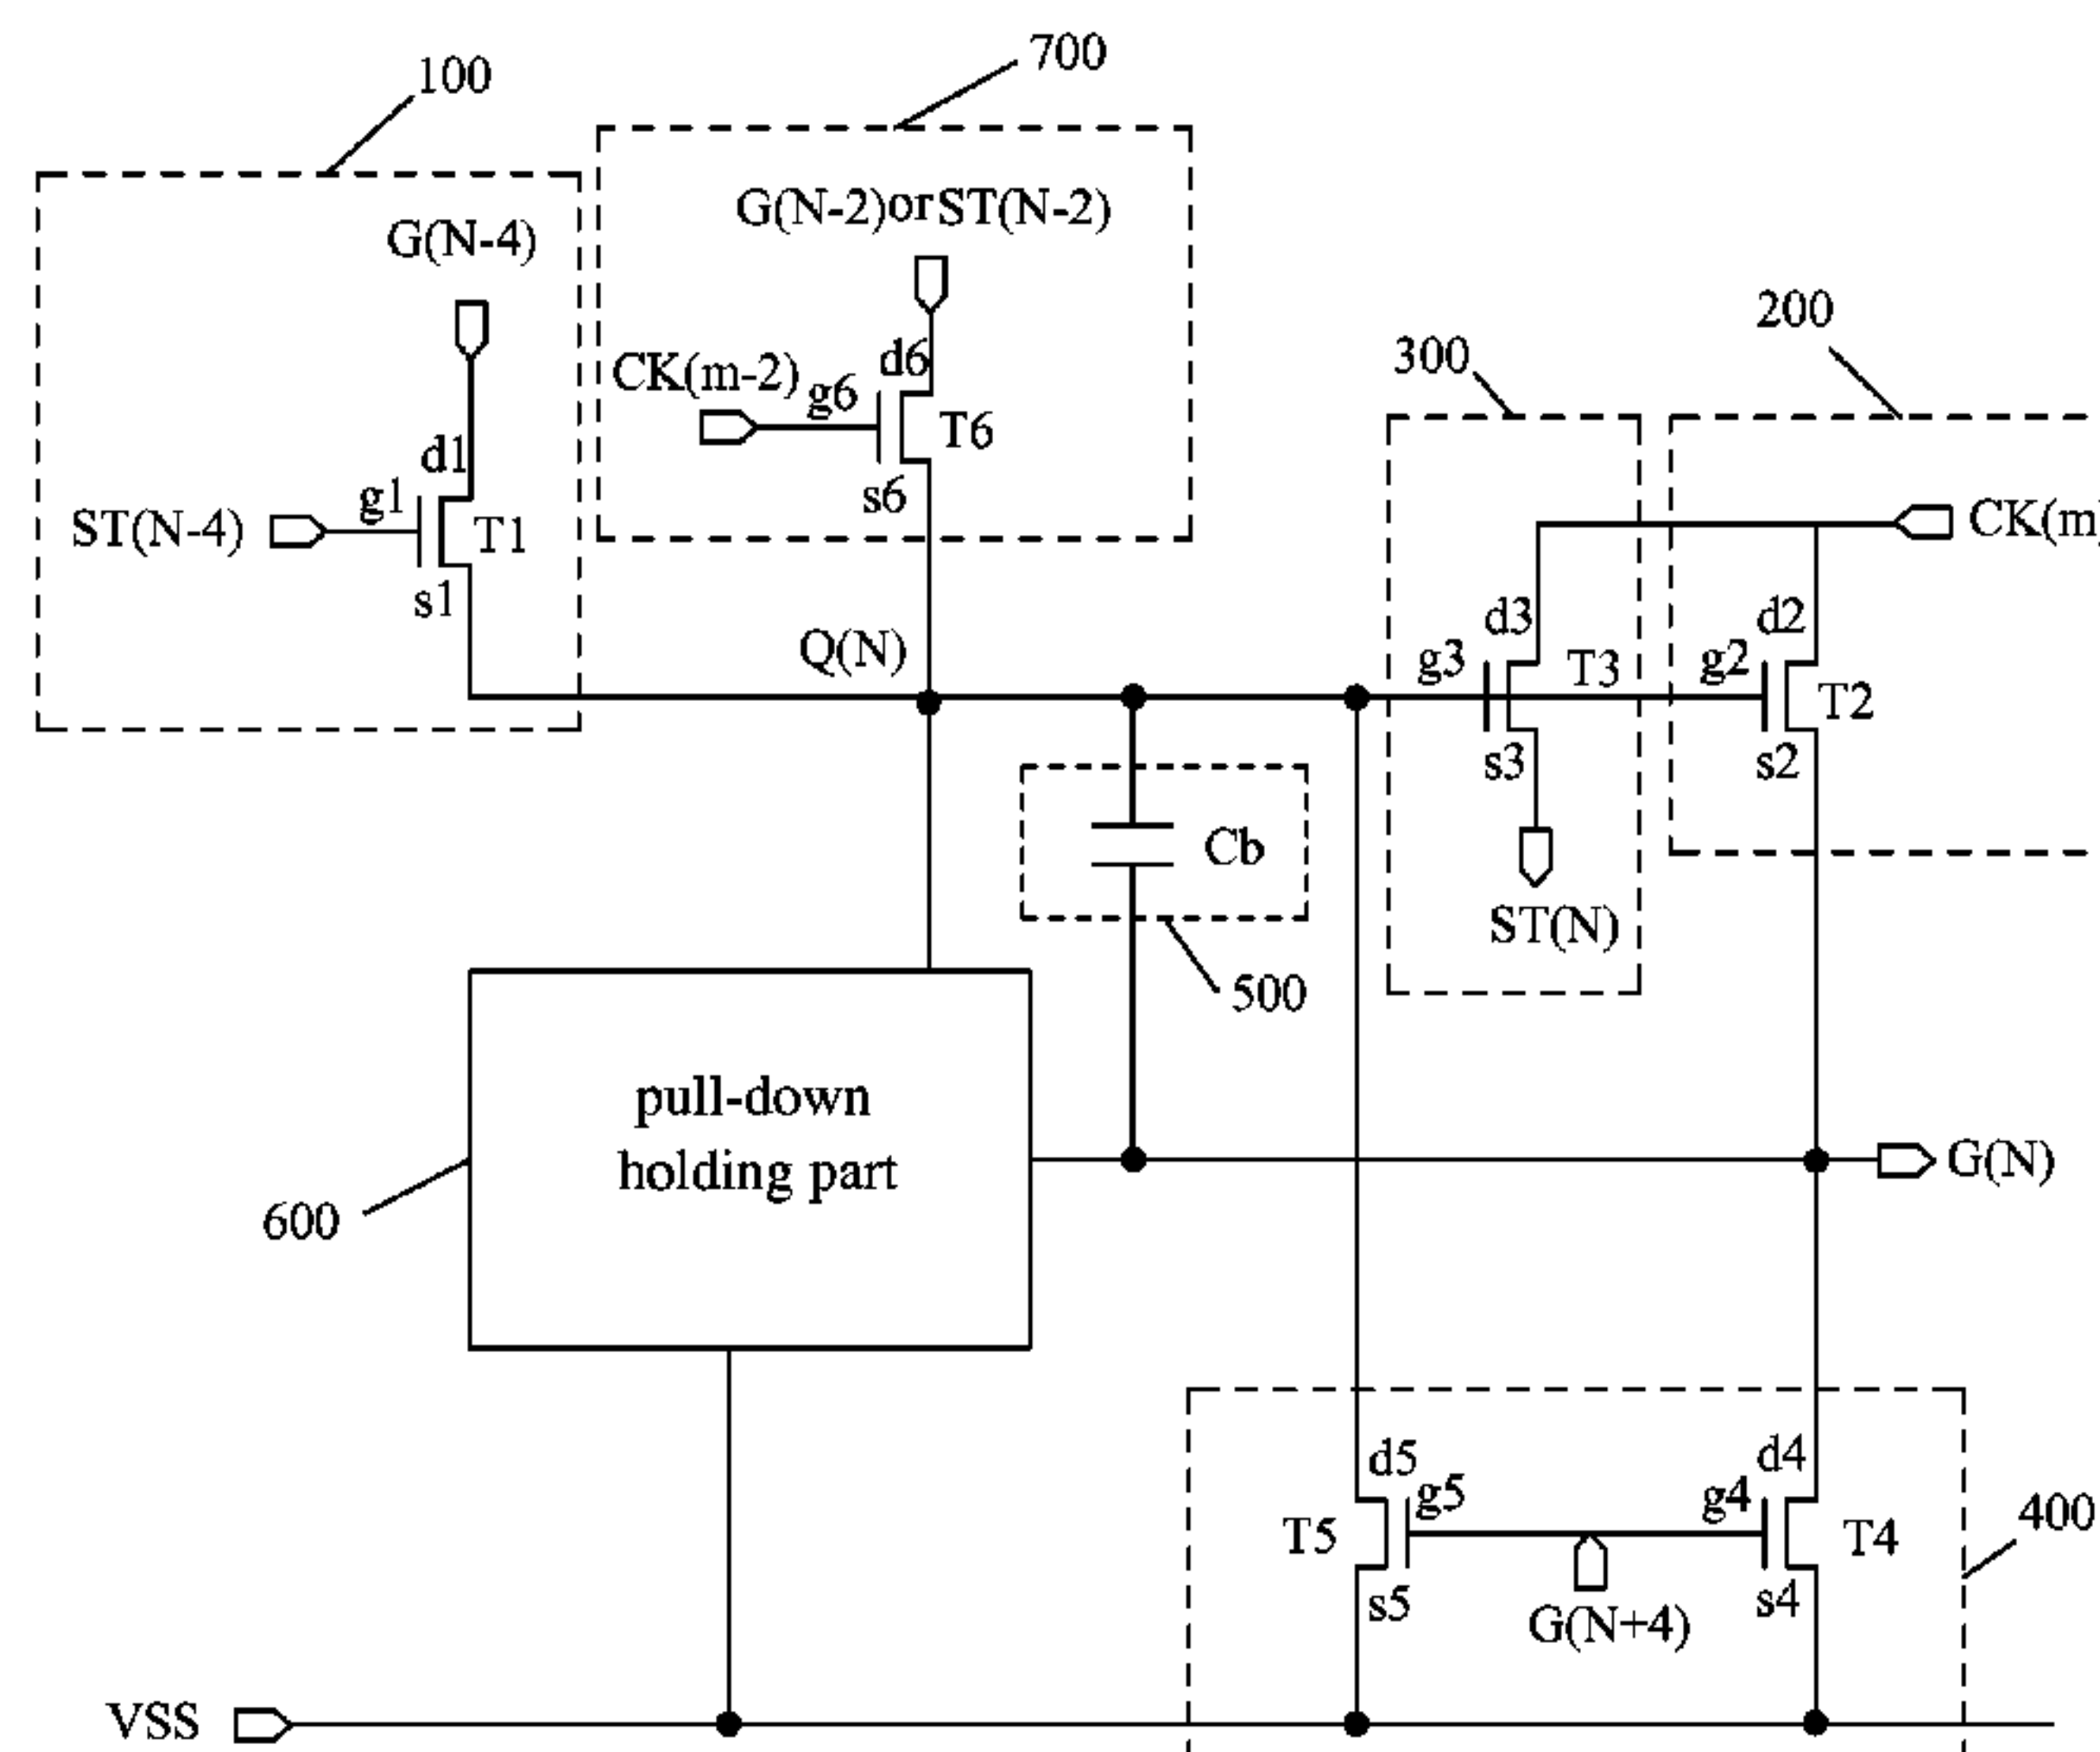 700
100
G(N-2)orST(N-2)
G(N-4)
200
300
CK(m-2)
d6
g6
T6
d1
s6
g1
ST(N-4)
T1
CK(m)
s1
d3
d2
Q(N)
g3
T3
g2
T2
s3
s2
Cb
ST(N)
500
pull-down
holding part
G(N)
600
d5
d4
g5
g4
400
T5
T4
s5
s4
G(N+4)
VSS